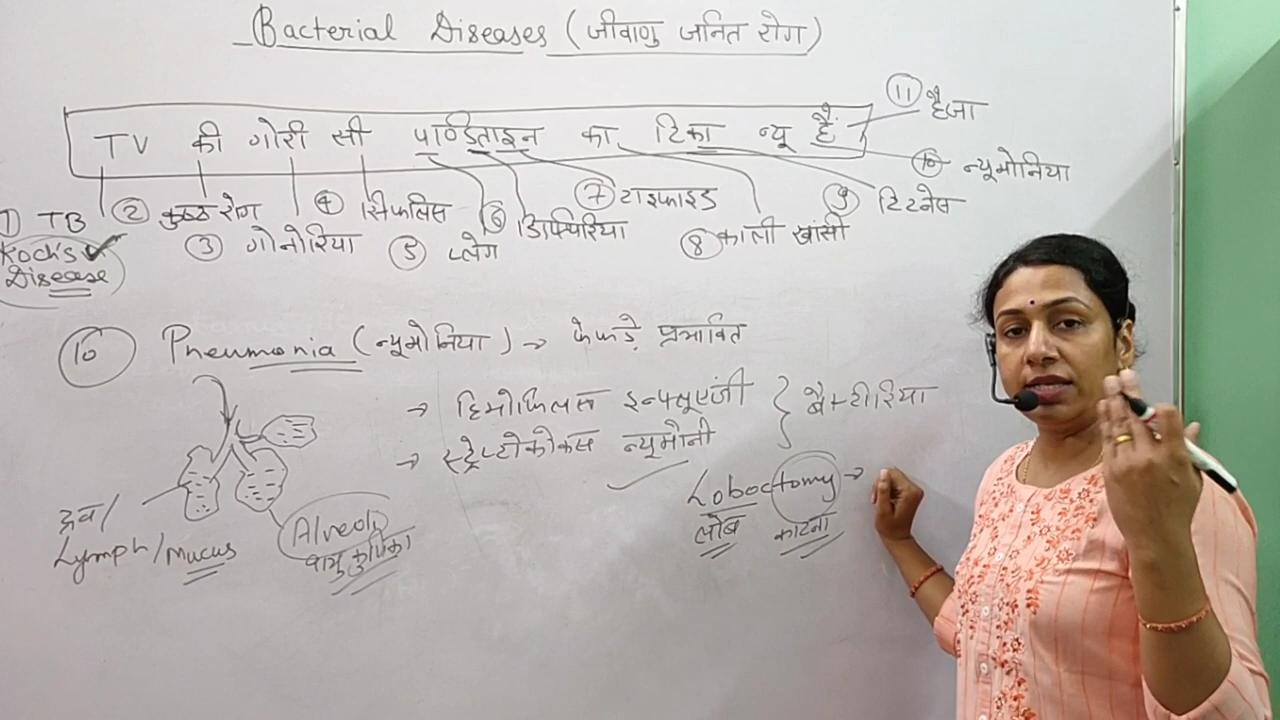 Bacterial Diseases (जीवाणु जनित रोग)
TV की गोरी सी पाण्डिताइन का टिका न्यू हैं
⑪ हैजा
⑩ न्यूमोनिया
① TB
Koch's Disease
② कुष्ठ रोग
③ गोनोरिया
④ सिफलिस
⑤ प्लेग
⑥ डिप्थिरिया
⑦ टाइफाइड
⑧ काली खांसी
⑨ टिटनेस
⑩ Pneumonia (न्यूमोनिया) → फेफड़े प्रभावित
→ हिमोफिलस इन्फ्लूएंजी } बैक्टीरिया
→ स्ट्रेप्टोकोकस न्यूमोनी
Lobectomy →
लोब काटना
द्रव/
Lymph/Mucus
Alveoli
वायु कुपिका